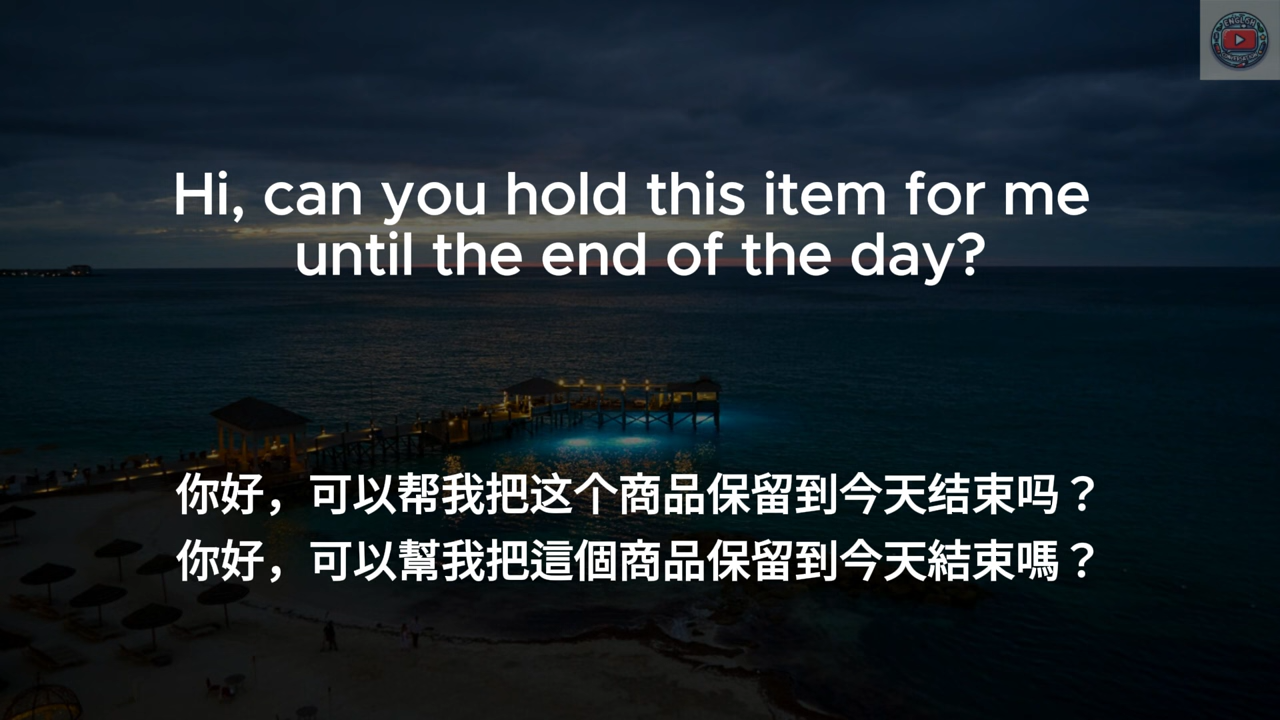 Hi, can you hold this item for me
until the end of the day?
你好，可以帮我把这个商品保留到今天结束吗？
你好，可以幫我把這個商品保留到今天結束嗎？